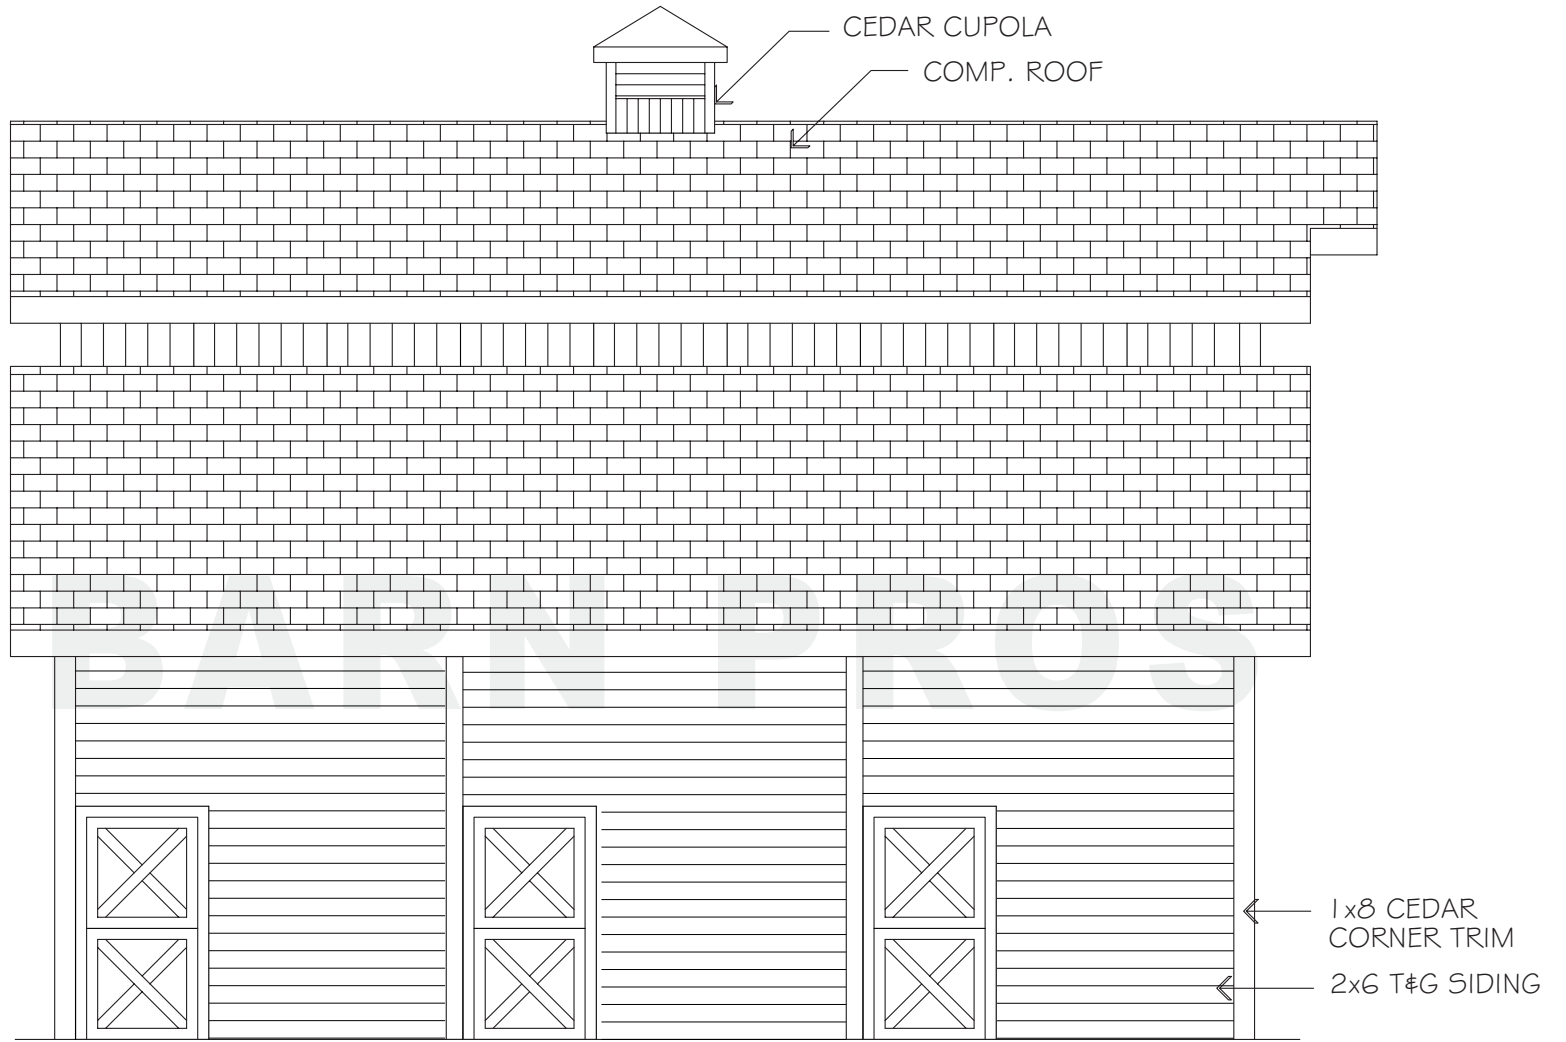 CEDAR CUPOLA
COMP. ROOF
BARN PROS
1x8 CEDAR
CORNER TRIM
2x6 T&G SIDING